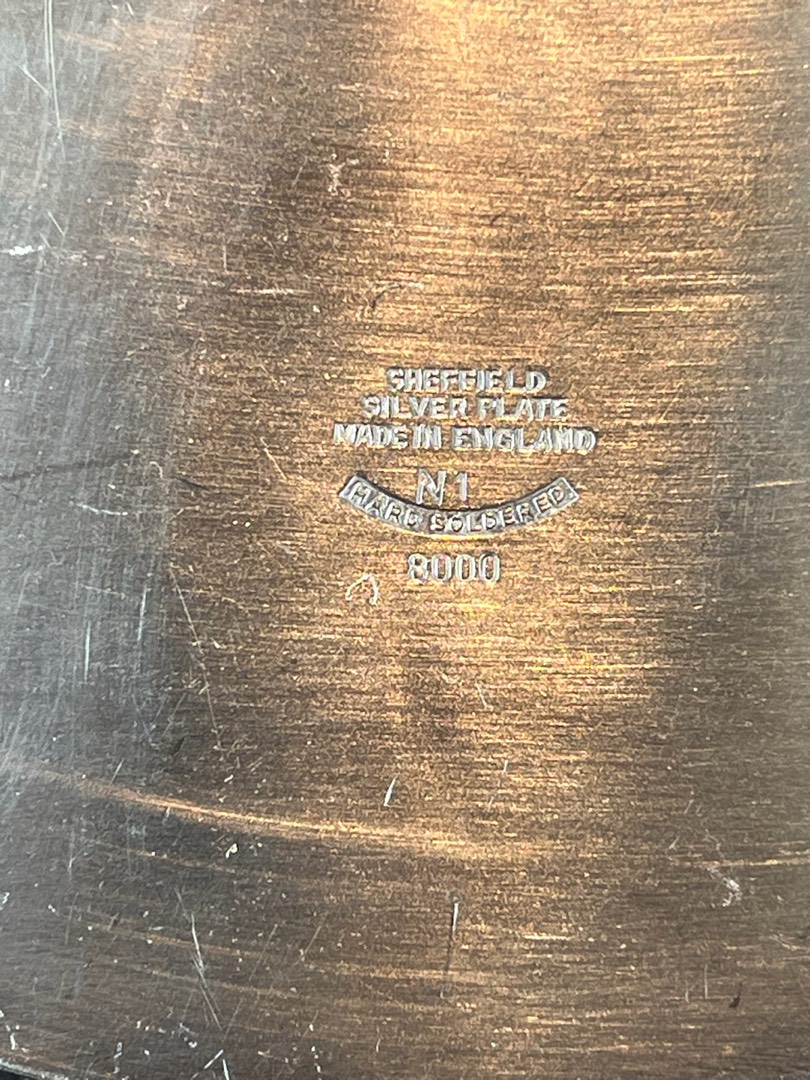 SHEFFIELD
SILVER PLATE
MADE IN ENGLAND
N1
HARD SOLDERED
8000